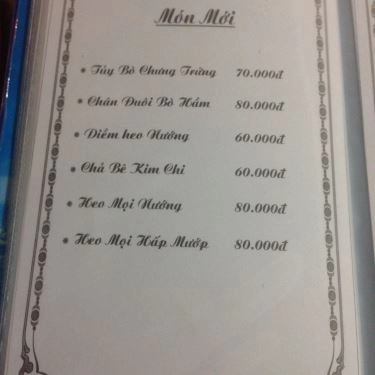 Món Mới
Tủy Bò Chưng Trứng 70.000đ
Chân Đuôi Bò Hầm 80.000đ
Diềm heo Nướng 60.000đ
Chả Bê Kim Chi 60.000đ
Heo Mọi Nướng 80.000đ
Heo Mọi Hấp Mướp 80.000đ